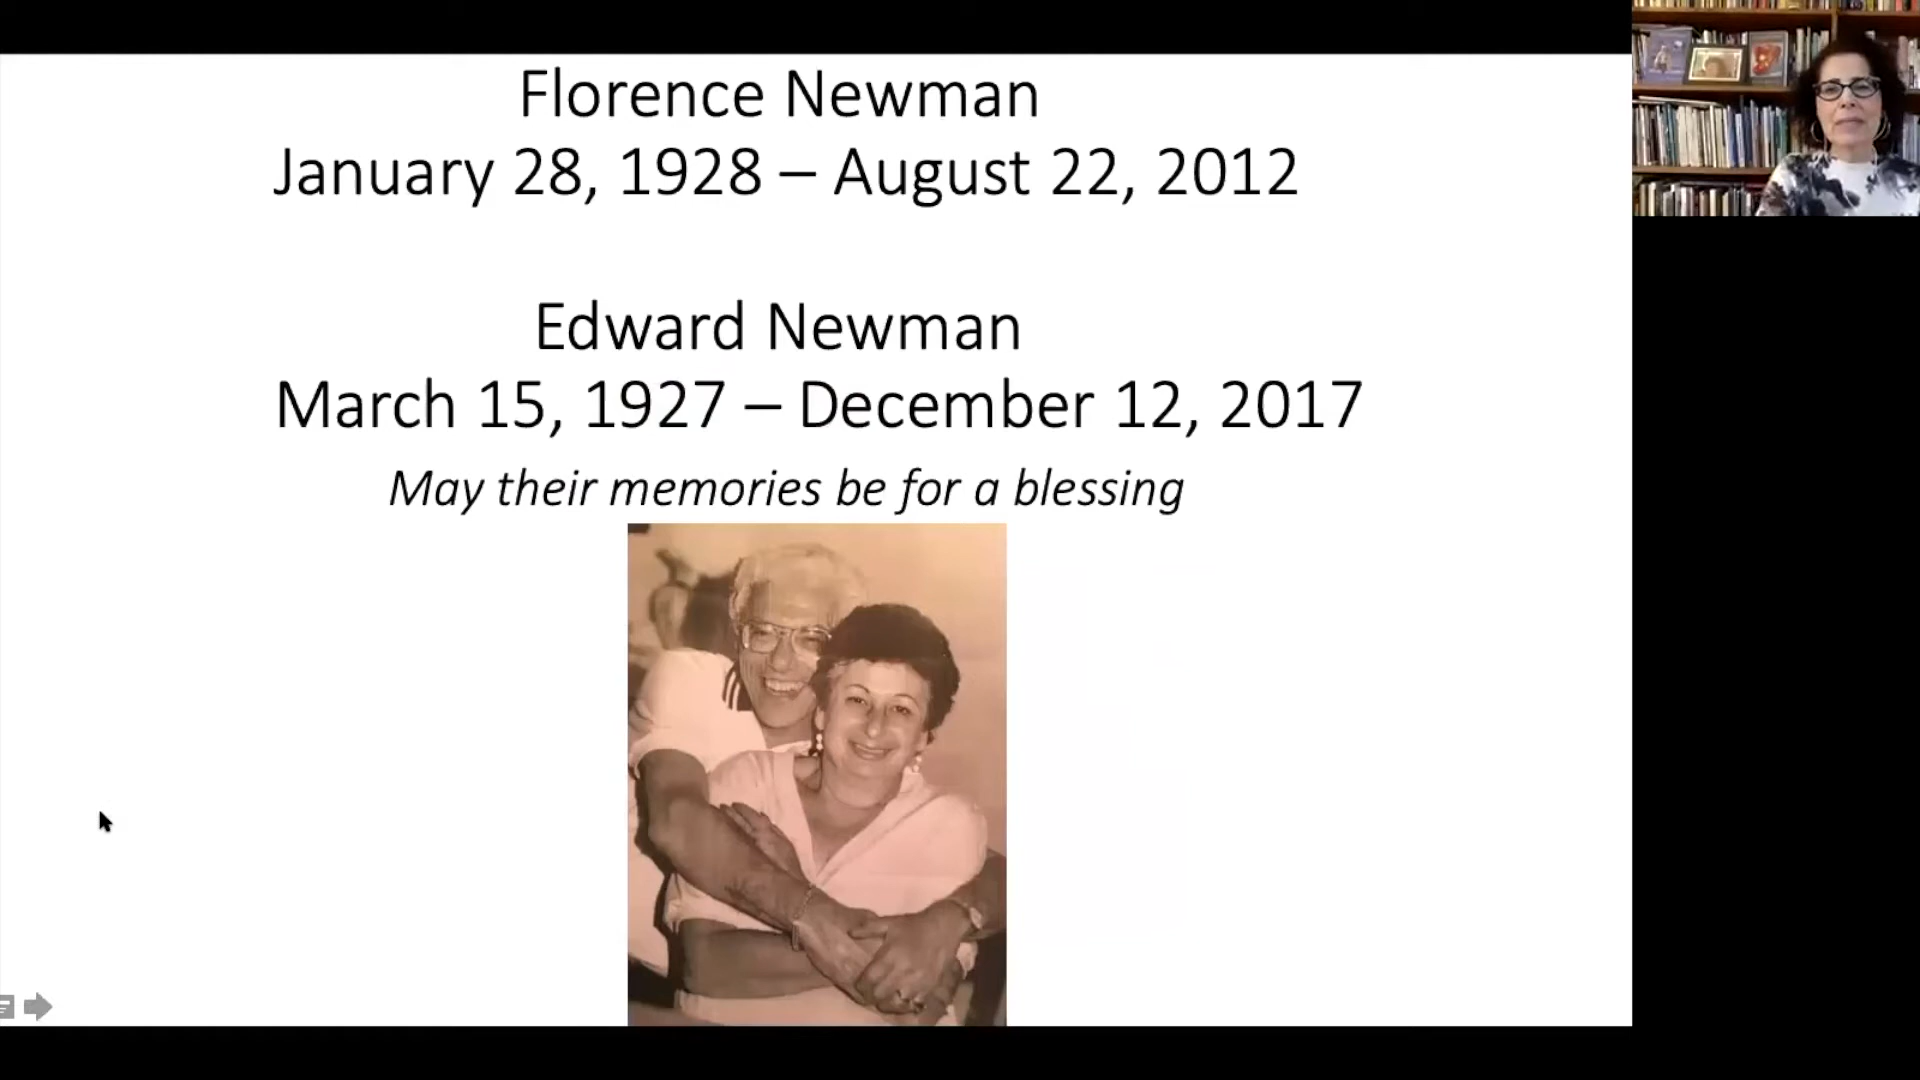 Florence Newman
January 28, 1928 – August 22, 2012
Edward Newman
March 15, 1927 – December 12, 2017
May their memories be for a blessing